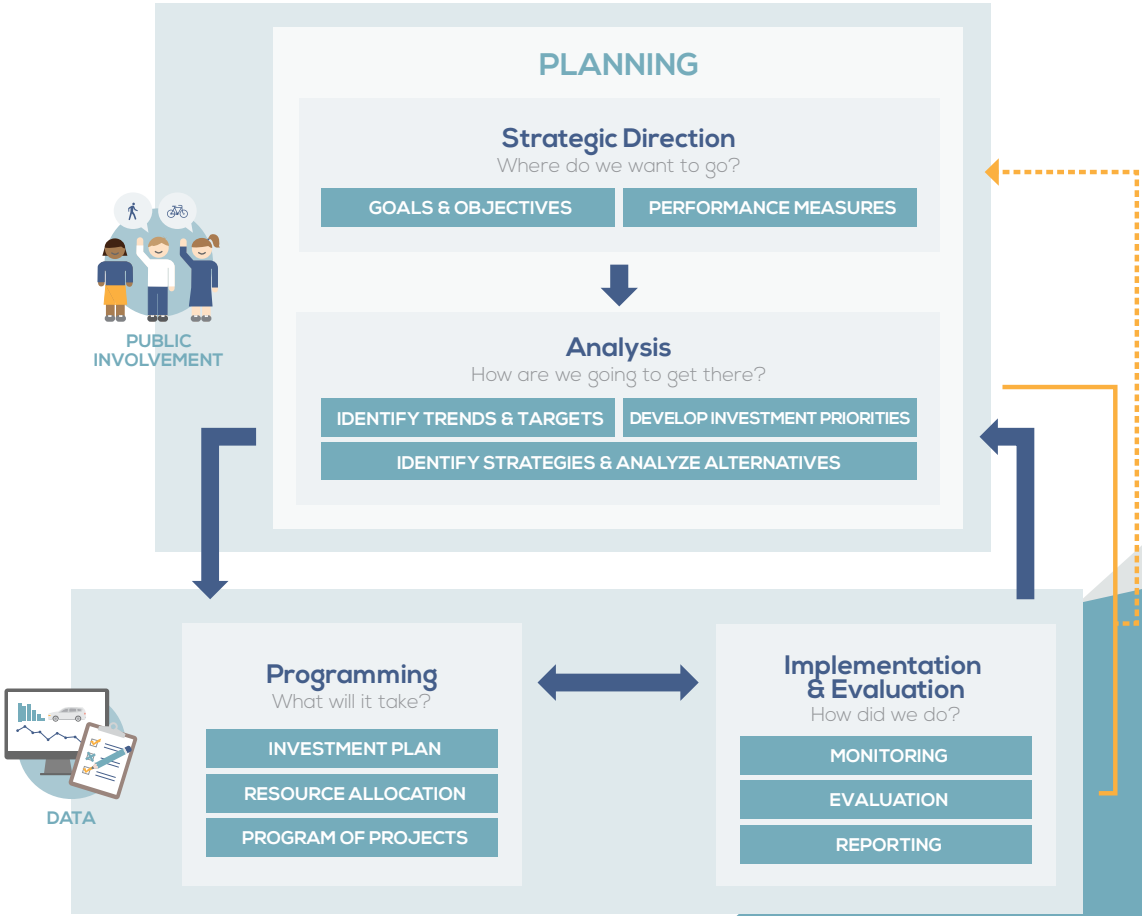 PLANNING
Strategic Direction
Where do we want to go?
GOALS & OBJECTIVES
PERFORMANCE MEASURES
PUBLIC
INVOLVEMENT
Analysis
How are we going to get there?
IDENTIFY TRENDS & TARGETS
DEVELOP INVESTMENT PRIORITIES
IDENTIFY STRATEGIES & ANALYZE ALTERNATIVES
Programming
What will it take?
INVESTMENT PLAN
RESOURCE ALLOCATION
PROGRAM OF PROJECTS
Implementation
& Evaluation
How did we do?
MONITORING
EVALUATION
REPORTING
DATA